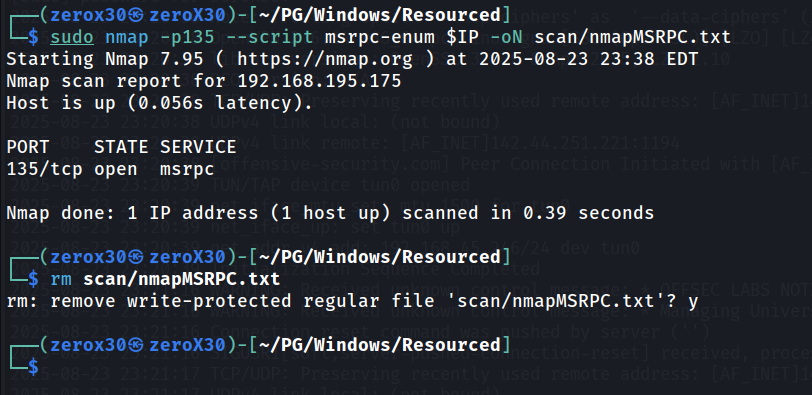 (zerox30㉿zeroX30)-[~/PG/Windows/Resourced]
$ sudo nmap -p135 --script msrpc-enum $IP -oN scan/nmapMSRPC.txt
Starting Nmap 7.95 ( https://nmap.org ) at 2025-08-23 23:38 EDT
Nmap scan report for 192.168.195.175
Host is up (0.056s latency).
PORT    STATE SERVICE
135/tcp open  msrpc
Nmap done: 1 IP address (1 host up) scanned in 0.39 seconds
(zerox30㉿zeroX30)-[~/PG/Windows/Resourced]
$ rm scan/nmapMSRPC.txt
rm: remove write-protected regular file 'scan/nmapMSRPC.txt'? y
(zerox30㉿zeroX30)-[~/PG/Windows/Resourced]
$